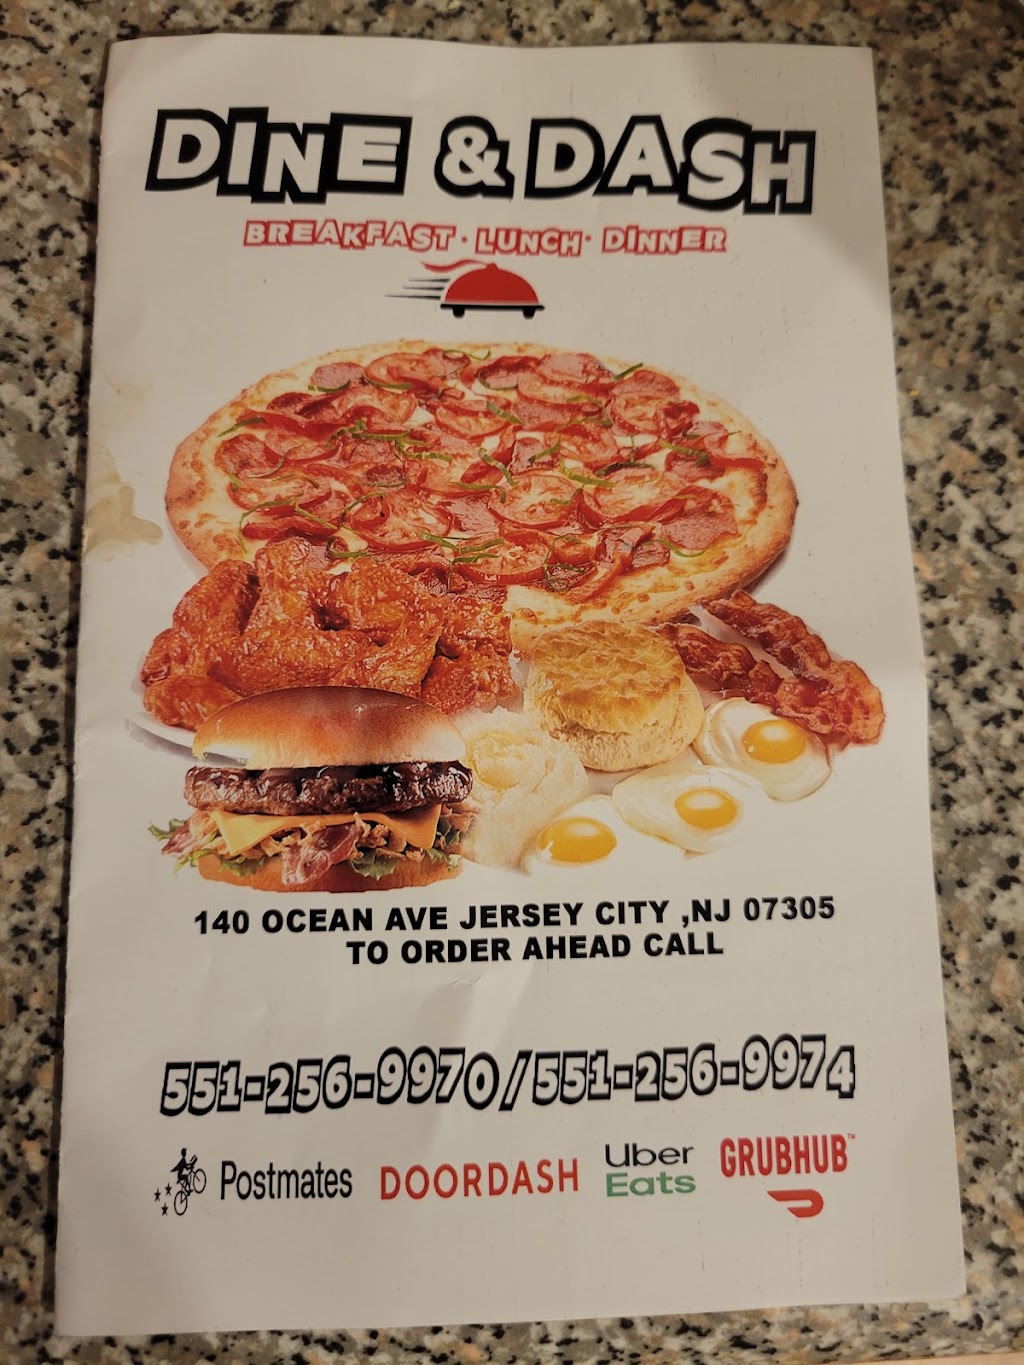 DINE & DASH
BREAKFAST · LUNCH · DINNER
140 OCEAN AVE JERSEY CITY ,NJ 07305
TO ORDER AHEAD CALL
551-256-9970/551-256-9974
Postmates DOORDASH Uber Eats GRUBHUB™